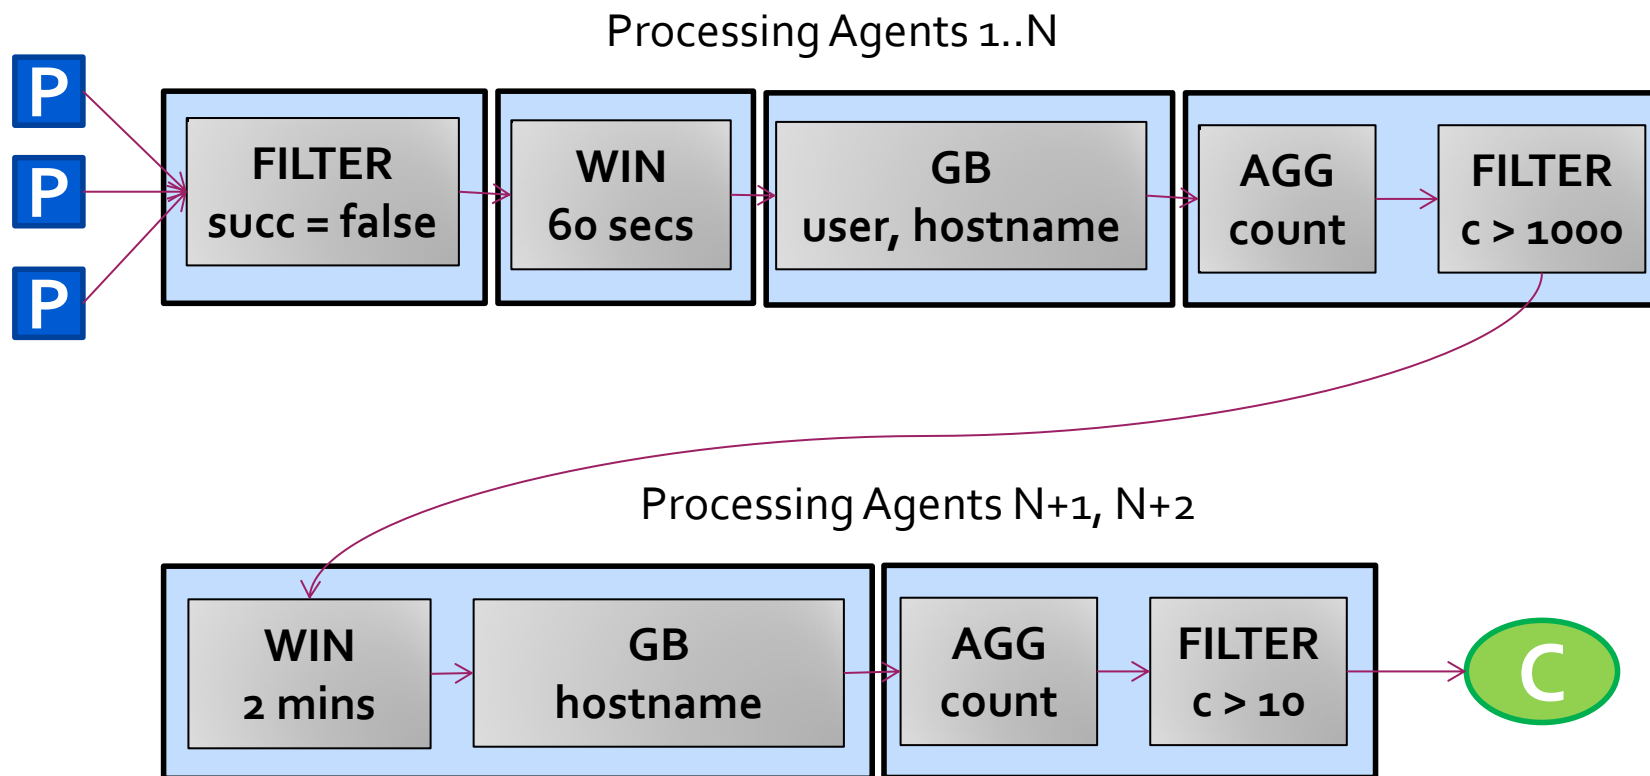 Processing Agents 1..N
P
P
P
FILTER
succ = false
WIN
60 secs
GB
user, hostname
AGG
count
FILTER
c > 1000
Processing Agents N+1, N+2
WIN
2 mins
GB
hostname
AGG
count
FILTER
c > 10
C